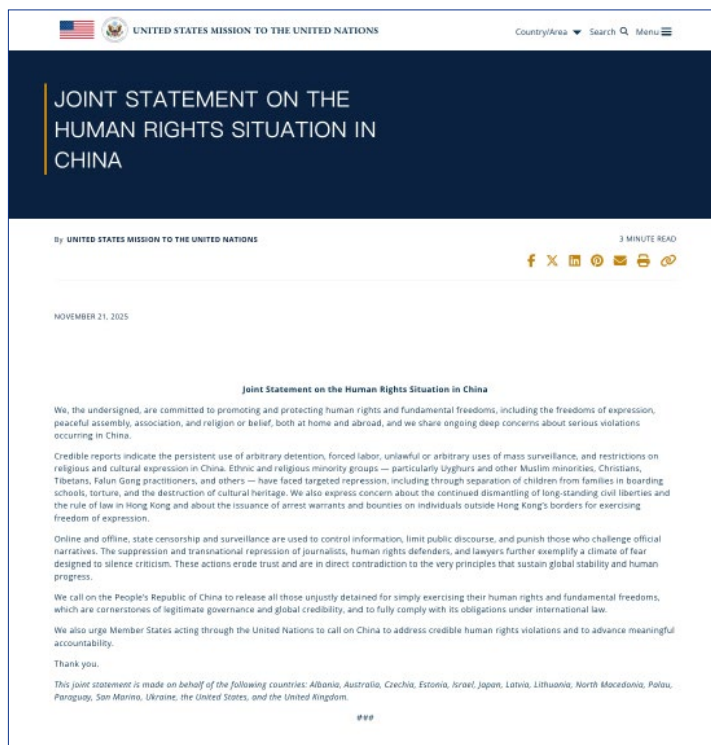 UNITED STATES MISSION TO THE UNITED NATIONS
Country/Area Search Menu
JOINT STATEMENT ON THE
HUMAN RIGHTS SITUATION IN
CHINA
By UNITED STATES MISSION TO THE UNITED NATIONS
3 MINUTE READ
NOVEMBER 21, 2025
Joint Statement on the Human Rights Situation in China
We, the undersigned, are committed to promoting and protecting human rights and fundamental freedoms, including the freedoms of expression,
peaceful assembly, association, and religion or belief, both at home and abroad, and we share ongoing deep concerns about serious violations
occurring in China.
Credible reports indicate the persistent use of arbitrary detention, forced labor, unlawful or arbitrary uses of mass surveillance, and restrictions on
religious and cultural expression in China. Ethnic and religious minority groups — particularly Uyghurs and other Muslim minorities, Christians,
Tibetans, Falun Gong practitioners, and others — have faced targeted repression, including through separation of children from families in boarding
schools, torture, and the destruction of cultural heritage. We also express concern about the continued dismantling of long-standing civil liberties and
the rule of law in Hong Kong and about the issuance of arrest warrants and bounties on individuals outside Hong Kong's borders for exercising
freedom of expression.
Online and offline, state censorship and surveillance are used to control information, limit public discourse, and punish those who challenge official
narratives. The suppression and transnational repression of journalists, human rights defenders, and lawyers further exemplify a climate of fear
designed to silence criticism. These actions erode trust and are in direct contradiction to the very principles that sustain global stability and human
progress.
We call on the People's Republic of China to release all those unjustly detained for simply exercising their human rights and fundamental freedoms,
which are cornerstones of legitimate governance and global credibility, and to fully comply with its obligations under international law.
We also urge Member States acting through the United Nations to call on China to address credible human rights violations and to advance meaningful
accountability.
Thank you.
This joint statement is made on behalf of the following countries: Albania, Australia, Czechia, Estonia, Israel, Japan, Latvia, Lithuania, North Macedonia, Palau,
Paraguay, San Marino, Ukraine, the United States, and the United Kingdom.
###